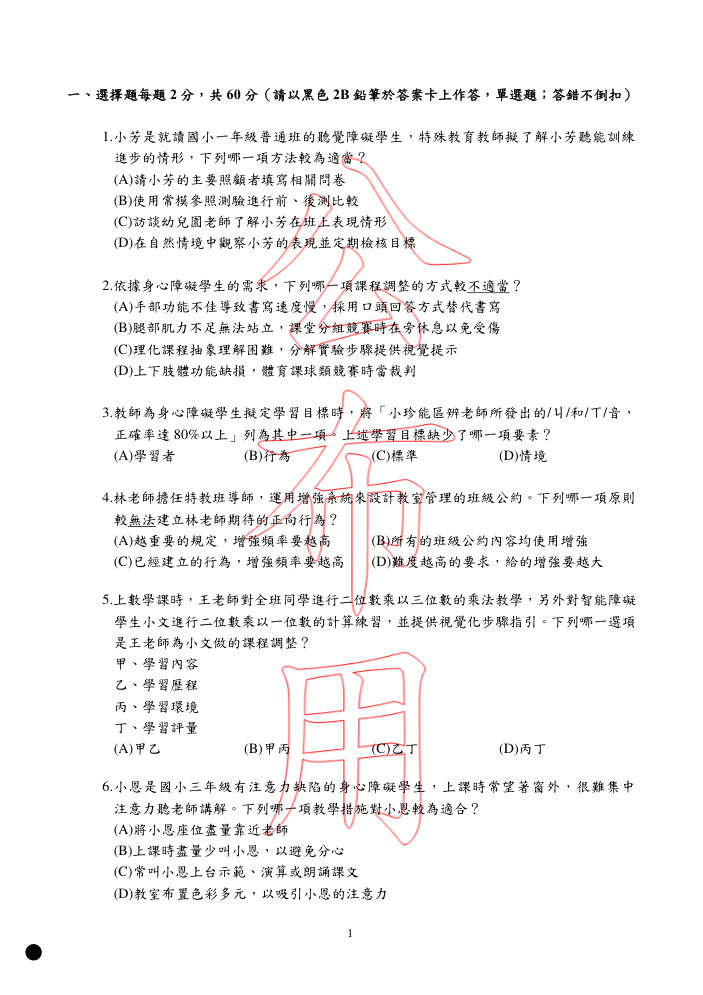 一、選擇題每題 2 分，共 60 分（請以黑色 2B 鉛筆於答案卡上作答，單選題；答錯不倒扣）
1.小芳是就讀國小一年級普通班的聽覺障礙學生，特殊教育教師擬了解小芳聽能訓練
進步的情形，下列哪一項方法較為適當？
(A)請小芳的主要照顧者填寫相關問卷
(B)使用常模參照測驗進行前、後測比較
(C)訪談幼兒園老師了解小芳在班上表現情形
(D)在自然情境中觀察小芳的表現並定期檢核目標
2.依據身心障礙學生的需求，下列哪一項課程調整的方式較不適當？
(A)手部功能不佳導致書寫速度慢，採用口頭回答方式替代書寫
(B)腿部肌力不足無法站立，課堂分組競賽時在旁休息以免受傷
(C)理化課程抽象理解困難，分解實驗步驟提供視覺提示
(D)上下肢體功能缺損，體育課球類競賽時當裁判
3.教師為身心障礙學生擬定學習目標時，將「小珍能區辨老師所發出的/ㄐ/和/ㄒ/音，
正確率達 80%以上」列為其中一項。上述學習目標缺少了哪一項要素？
(A)學習者 (B)行為 (C)標準 (D)情境
4.林老師擔任特教班導師，運用增強系統來設計教室管理的班級公約。下列哪一項原則
較無法建立林老師期待的正向行為？
(A)越重要的規定，增強頻率要越高 (B)所有的班級公約內容均使用增強
(C)已經建立的行為，增強頻率要越高 (D)難度越高的要求，給的增強要越大
5.上數學課時，王老師對全班同學進行二位數乘以三位數的乘法教學，另外對智能障礙
學生小文進行二位數乘以一位數的計算練習，並提供視覺化步驟指引。下列哪一選項
是王老師為小文做的課程調整？
甲、學習內容
乙、學習歷程
丙、學習環境
丁、學習評量
(A)甲乙 (B)甲丙 (C)乙丁 (D)丙丁
6.小恩是國小三年級有注意力缺陷的身心障礙學生，上課時常望著窗外，很難集中
注意力聽老師講解。下列哪一項教學措施對小恩較為適合？
(A)將小恩座位盡量靠近老師
(B)上課時盡量少叫小恩，以避免分心
(C)常叫小恩上台示範、演算或朗誦課文
(D)教室布置色彩多元，以吸引小恩的注意力
1
公布用